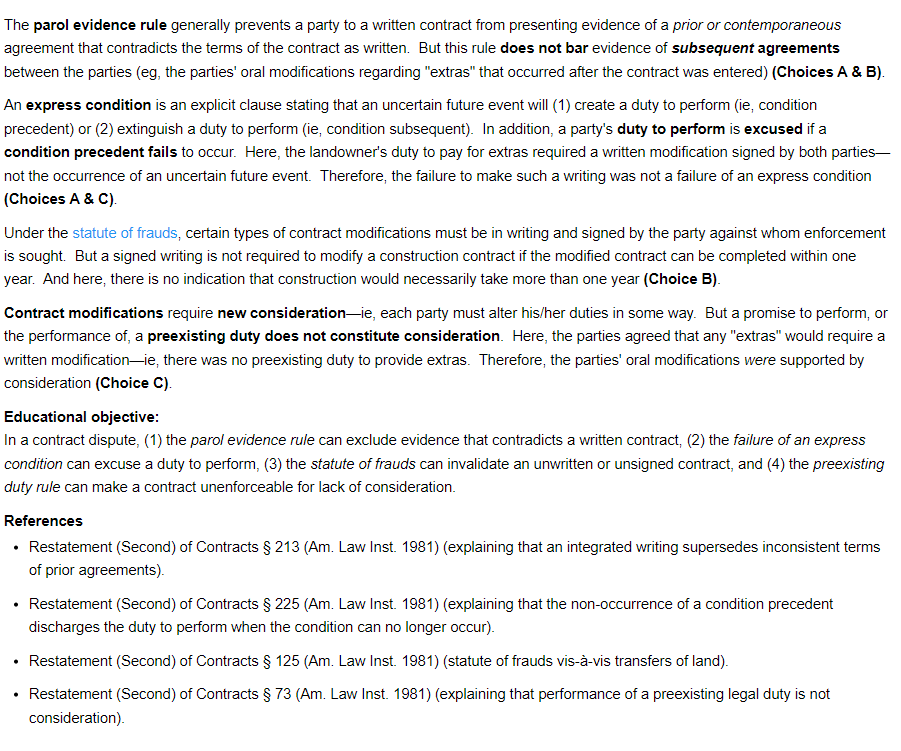 The parol evidence rule generally prevents a party to a written contract from presenting evidence of a prior or contemporaneous
agreement that contradicts the terms of the contract as written. But this rule does not bar evidence of subsequent agreements
between the parties (eg, the parties' oral modifications regarding "extras" that occurred after the contract was entered) (Choices A & B).
An express condition is an explicit clause stating that an uncertain future event will (1) create a duty to perform (ie, condition
precedent) or (2) extinguish a duty to perform (ie, condition subsequent). In addition, a party's duty to perform is excused if a
condition precedent fails to occur. Here, the landowner's duty to pay for extras required a written modification signed by both parties—
not the occurrence of an uncertain future event. Therefore, the failure to make such a writing was not a failure of an express condition
(Choices A & C).
Under the statute of frauds, certain types of contract modifications must be in writing and signed by the party against whom enforcement
is sought. But a signed writing is not required to modify a construction contract if the modified contract can be completed within one
year. And here, there is no indication that construction would necessarily take more than one year (Choice B).
Contract modifications require new consideration—ie, each party must alter his/her duties in some way. But a promise to perform, or
the performance of, a preexisting duty does not constitute consideration. Here, the parties agreed that any "extras" would require a
written modification—ie, there was no preexisting duty to provide extras. Therefore, the parties' oral modifications were supported by
consideration (Choice C).
Educational objective:
In a contract dispute, (1) the parol evidence rule can exclude evidence that contradicts a written contract, (2) the failure of an express
condition can excuse a duty to perform, (3) the statute of frauds can invalidate an unwritten or unsigned contract, and (4) the preexisting
duty rule can make a contract unenforceable for lack of consideration.
References
• Restatement (Second) of Contracts § 213 (Am. Law Inst. 1981) (explaining that an integrated writing supersedes inconsistent terms
of prior agreements).
• Restatement (Second) of Contracts § 225 (Am. Law Inst. 1981) (explaining that the non-occurrence of a condition precedent
discharges the duty to perform when the condition can no longer occur).
• Restatement (Second) of Contracts § 125 (Am. Law Inst. 1981) (statute of frauds vis-à-vis transfers of land).
• Restatement (Second) of Contracts § 73 (Am. Law Inst. 1981) (explaining that performance of a preexisting legal duty is not
consideration).